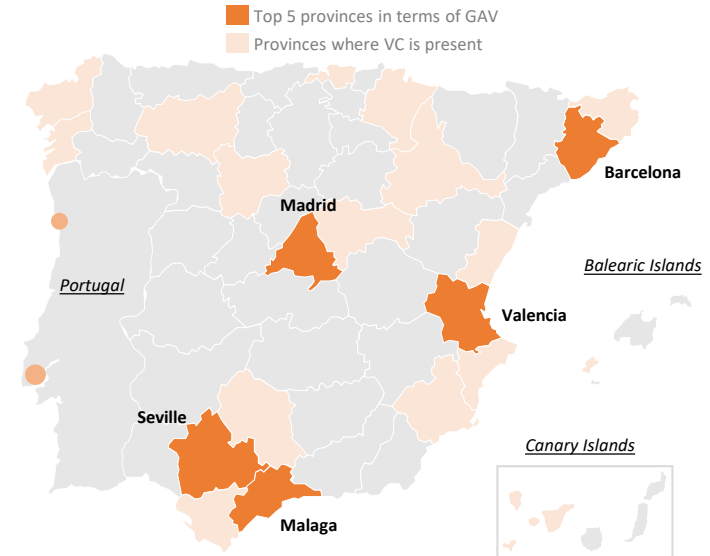 Top 5 provinces in terms of GAV
Provinces where VC is present
Barcelona
Madrid
Balearic Islands
Portugal
Valencia
Seville
Canary Islands
Malaga